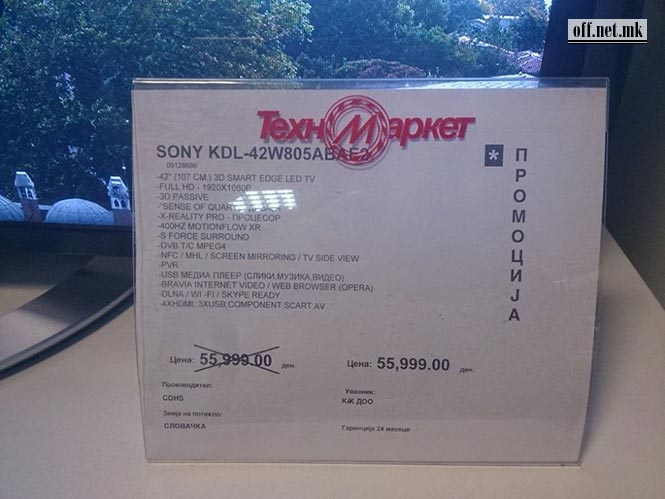 off.net.mk
ТехноМаркет
SONY KDL-42W805ABAE2
09128686
-42" (107 CM.) 3D SMART EDGE LED TV
-FULL HD - 1920X1080P
-3D PASSIVE
-"SENSE OF QUARTZ"
-X-REALITY PRO - ПРОЦЕСОР
-400HZ MOTIONFLOW XR
-S FORCE SURROUND
-DVB T/C MPEG4
-NFC / MHL / SCREEN MIRRORING / TV SIDE VIEW
-PVR
-USB МЕДИА ПЛЕЕР (СЛИКИ,МУЗИКА,ВИДЕО)
-BRAVIA INTERNET VIDEO / WEB BROWSER (OPERA)
-DLNA / WI -FI / SKYPE READY
-4XHDMI,,3XUSB,COMPONENT,SCART,AV
* ПРОМОЦИЈА
Цена: 55,999.00 ден. Цена: 55,999.00 ден.
Производител: Увозник:
СОНЅ КјК ДОО
Замја на потекло:
СЛОВАЧКА Гаранција 24 месеци